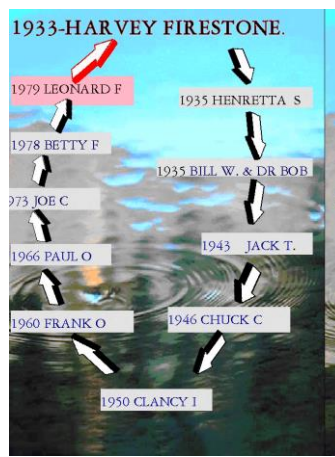 1933-HARVEY FIRESTONE.
1979 LEONARD F
1935 HENRETTA S
1978 BETTY F
1935 BILL W. & DR BOB
973 JOE C
1943 JACK T.
1966 PAUL O
1946 CHUCK C
1960 FRANK O
1950 CLANCY I